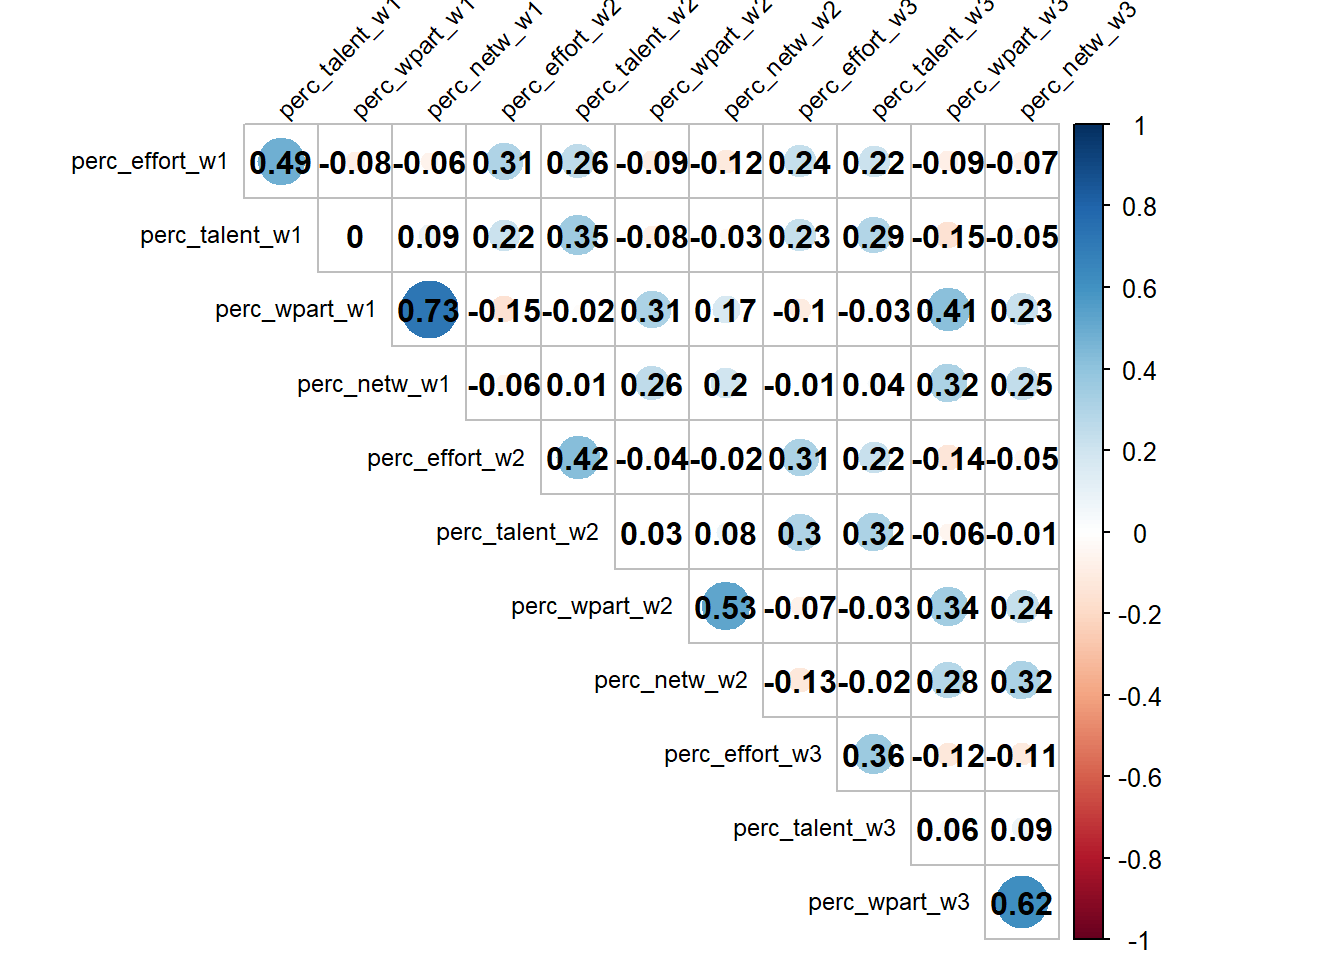 perc_talent_w1 perc_wpart_w1 perc_netw_w1 perc_effort_w2 perc_talent_w2 perc_wpart_w2 perc_netw_w2 perc_effort_w3 perc_talent_w3 perc_wpart_w3 perc_netw_w3
perc_effort_w1 0.49 -0.08 -0.06 0.31 0.26 -0.09 -0.12 0.24 0.22 -0.09 -0.07
perc_talent_w1 0 0.09 0.22 0.35 -0.08 -0.03 0.23 0.29 -0.15 -0.05
perc_wpart_w1 0.73 -0.15 -0.02 0.31 0.17 -0.1 -0.03 0.41 0.23
perc_netw_w1 -0.06 0.01 0.26 0.2 -0.01 0.04 0.32 0.25
perc_effort_w2 0.42 -0.04 -0.02 0.31 0.22 -0.14 -0.05
perc_talent_w2 0.03 0.08 0.3 0.32 -0.06 -0.01
perc_wpart_w2 0.53 -0.07 -0.03 0.34 0.24
perc_netw_w2 -0.13 -0.02 0.28 0.32
perc_effort_w3 0.36 -0.12 -0.11
perc_talent_w3 0.06 0.09
perc_wpart_w3 0.62
1
0.8
0.6
0.4
0.2
0
-0.2
-0.4
-0.6
-0.8
-1